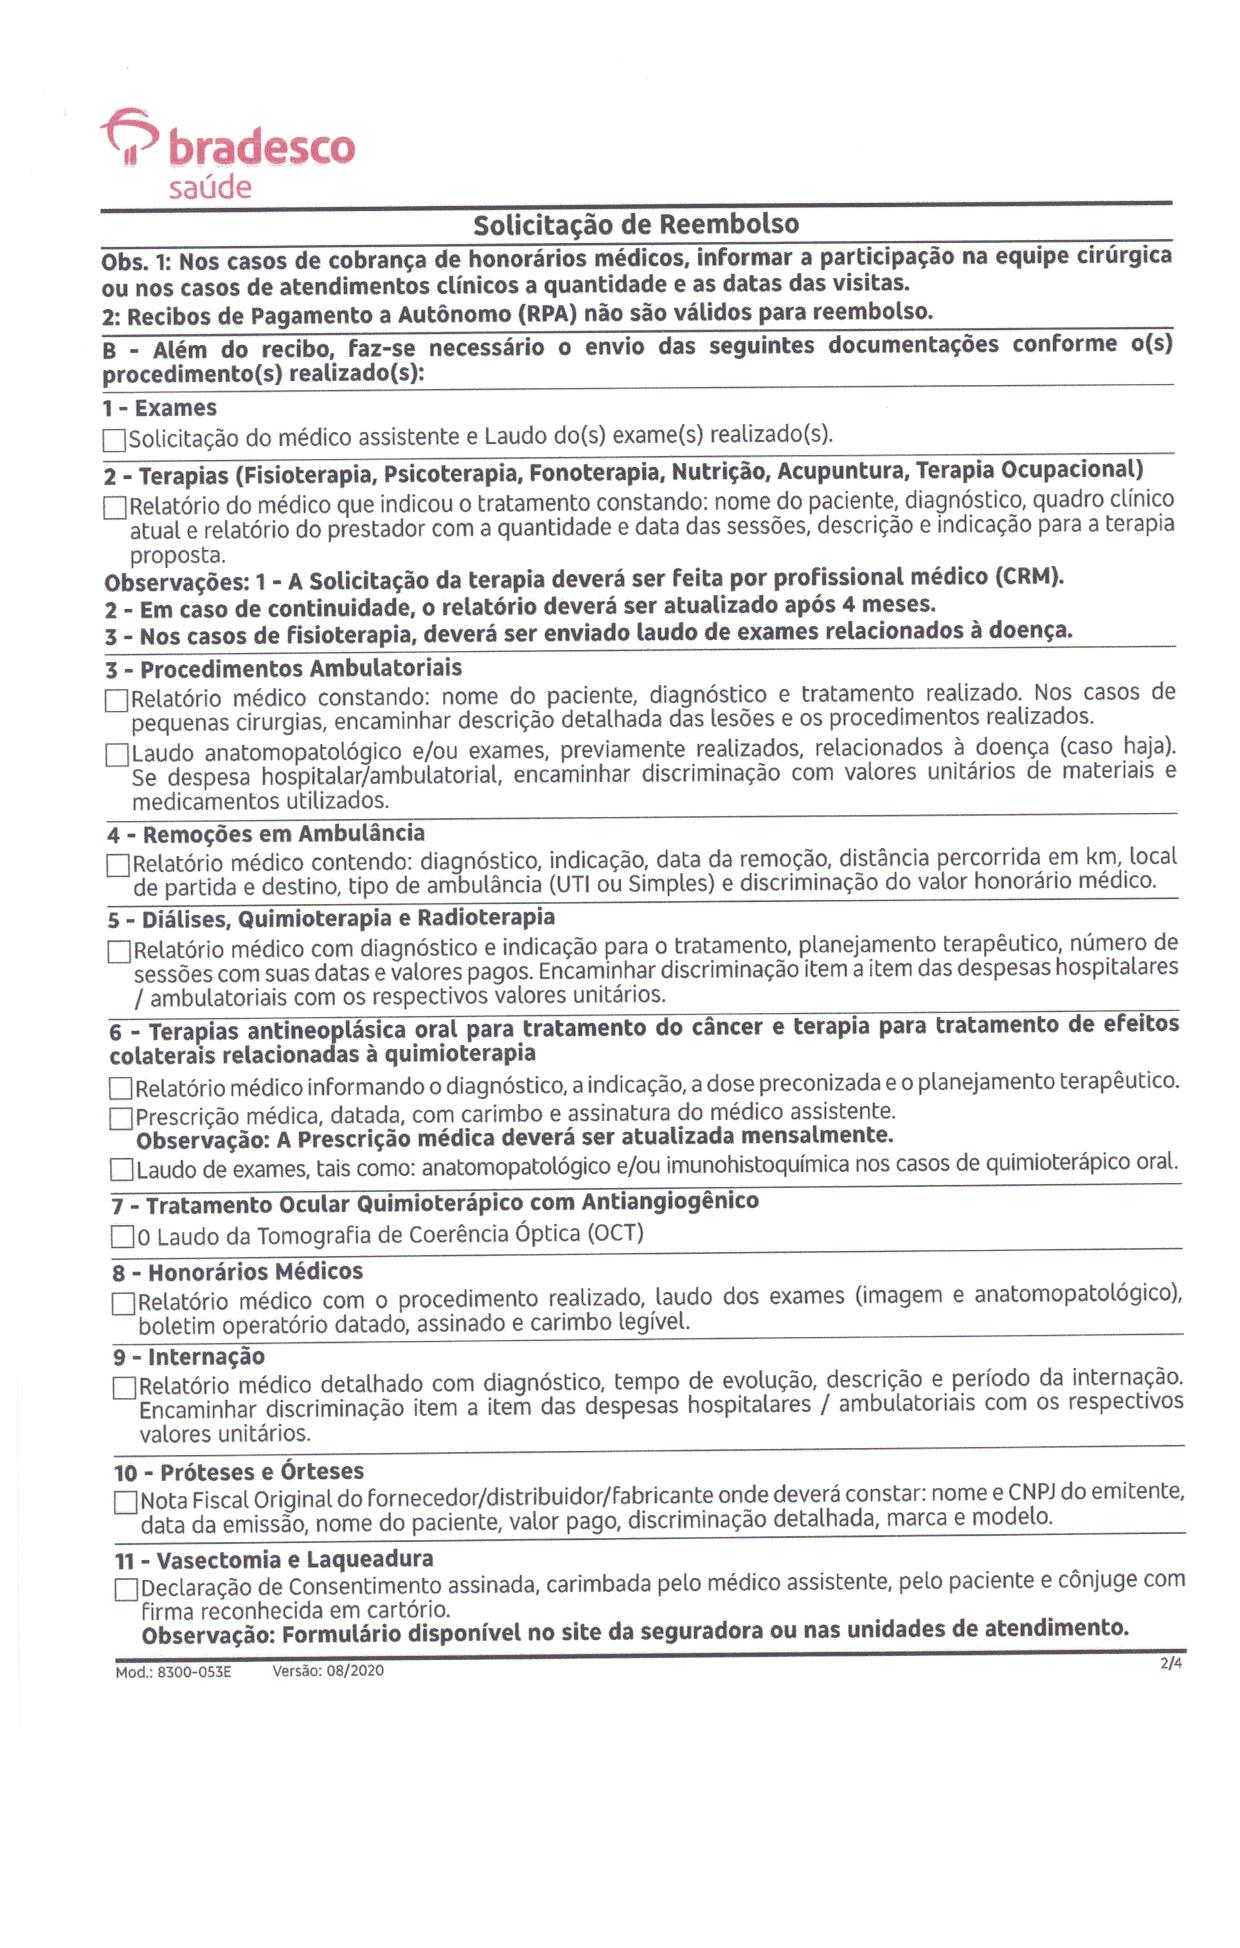 bradesco
saúde
Solicitação de Reembolso
Obs. 1: Nos casos de cobrança de honorários médicos, informar a participação na equipe cirúrgica
ou nos casos de atendimentos clínicos a quantidade e as datas das visitas.
2: Recibos de Pagamento a Autônomo (RPA) não são válidos para reembolso.
B - Além do recibo, faz-se necessário o envio das seguintes documentações conforme o(s)
procedimento(s) realizado(s):
1 - Exames
Solicitação do médico assistente e Laudo do(s) exame(s) realizado(s).
2 - Terapias (Fisioterapia, Psicoterapia, Fonoterapia, Nutrição, Acupuntura, Terapia Ocupacional)
Relatório do médico que indicou o tratamento constando: nome do paciente, diagnóstico, quadro clínico
atual e relatório do prestador com a quantidade e data das sessões, descrição e indicação para a terapia
proposta.
Observações: 1 - A Solicitação da terapia deverá ser feita por profissional médico (CRM).
2 - Em caso de continuidade, o relatório deverá ser atualizado após 4 meses.
3 - Nos casos de fisioterapia, deverá ser enviado laudo de exames relacionados à doença.
3 - Procedimentos Ambulatoriais
Relatório médico constando: nome do paciente, diagnóstico e tratamento realizado. Nos casos de
pequenas cirurgias, encaminhar descrição detalhada das lesões e os procedimentos realizados.
Laudo anatomopatológico e/ou exames, previamente realizados, relacionados à doença (caso haja).
Se despesa hospitalar/ambulatorial, encaminhar discriminação com valores unitários de materiais e
medicamentos utilizados.
4 - Remoções em Ambulância
Relatório médico contendo: diagnóstico, indicação, data da remoção, distância percorrida em km, local
de partida e destino, tipo de ambulância (UTI ou Simples) e discriminação do valor honorário médico.
5 - Diálises, Quimioterapia e Radioterapia
Relatório médico com diagnóstico e indicação para o tratamento, planejamento terapêutico, número de
sessões com suas datas e valores pagos. Encaminhar discriminação item a item das despesas hospitalares
/ ambulatoriais com os respectivos valores unitários.
6 - Terapias antineoplásica oral para tratamento do câncer e terapia para tratamento de efeitos
colaterais relacionadas à quimioterapia
Relatório médico informando o diagnóstico, a indicação, a dose preconizada e o planejamento terapêutico.
Prescrição médica, datada, com carimbo e assinatura do médico assistente.
Observação: A Prescrição médica deverá ser atualizada mensalmente.
Laudo de exames, tais como: anatomopatológico e/ou imunohistoquímica nos casos de quimioterápico oral.
7 - Tratamento Ocular Quimioterápico com Antiangiogênico
O Laudo da Tomografia de Coerência Óptica (OCT)
8 - Honorários Médicos
Relatório médico com o procedimento realizado, laudo dos exames (imagem e anatomopatológico),
boletim operatório datado, assinado e carimbo legível.
9 - Internação
Relatório médico detalhado com diagnóstico, tempo de evolução, descrição e período da internação.
Encaminhar discriminação item a item das despesas hospitalares / ambulatoriais com os respectivos
valores unitários.
10 - Próteses e Órteses
Nota Fiscal Original do fornecedor/distribuidor/fabricante onde deverá constar: nome e CNPJ do emitente,
data da emissão, nome do paciente, valor pago, discriminação detalhada, marca e modelo.
11 - Vasectomia e Laqueadura
Declaração de Consentimento assinada, carimbada pelo médico assistente, pelo paciente e cônjuge com
firma reconhecida em cartório.
Observação: Formulário disponível no site da seguradora ou nas unidades de atendimento.
Mod.: 8300-053E Versão: 08/2020 2/4